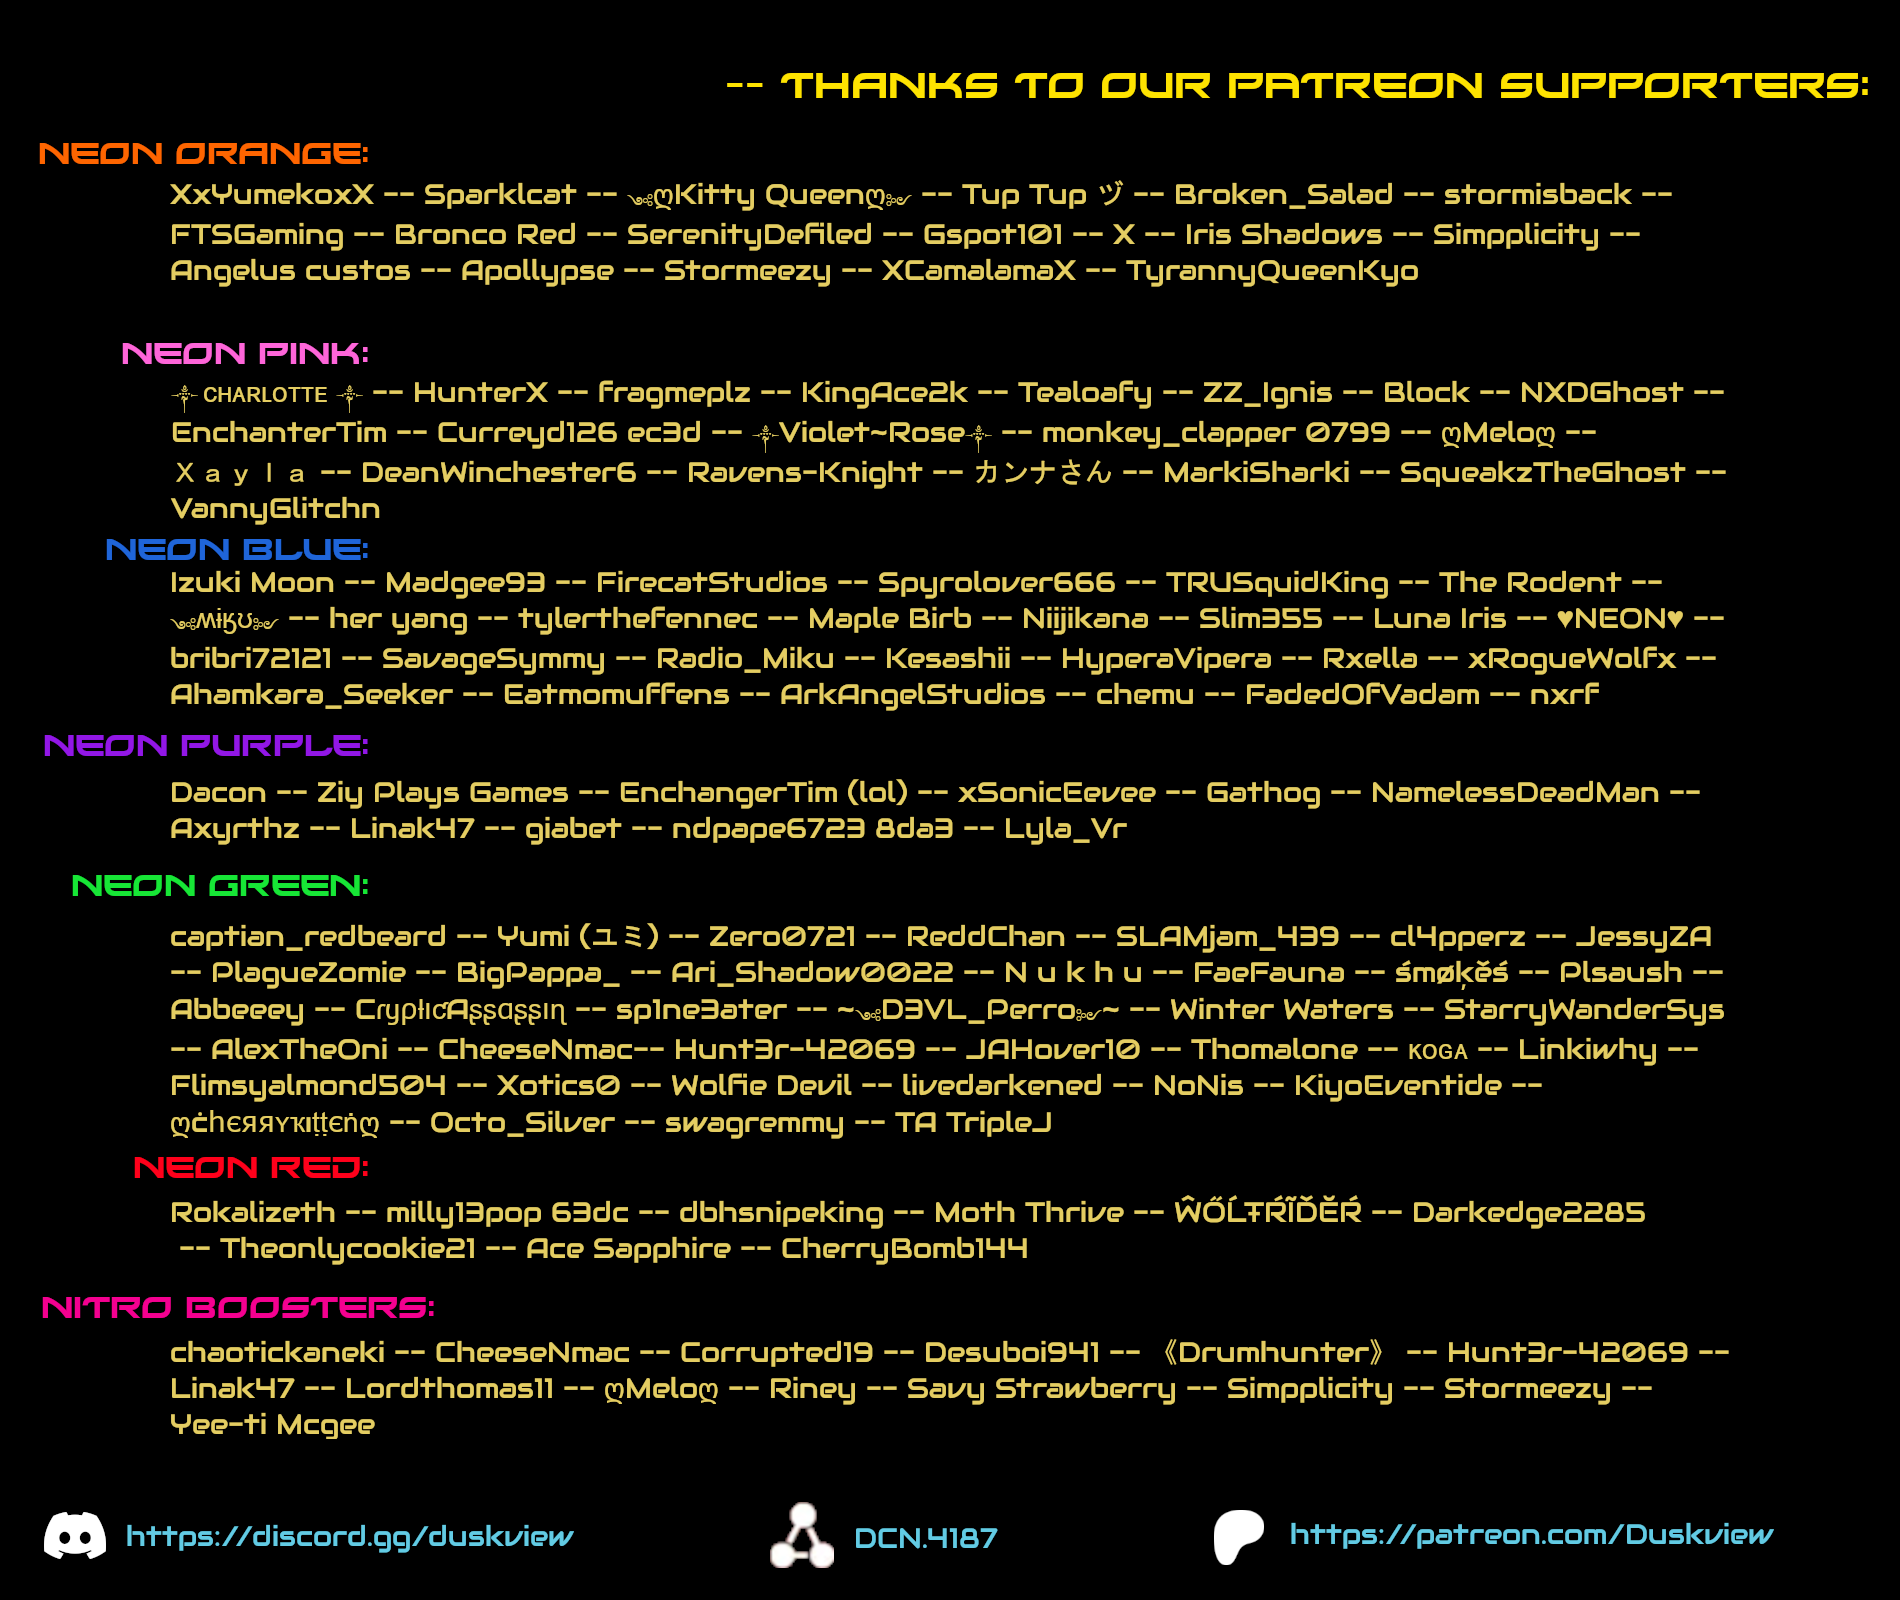 -- THANKS TO OUR PATREON SUPPORTERS:
NEON ORANGE:
XxYumekoxX -- Sparklcat -- ༺ღKitty Queenღ༻ -- Tup Tup ヅ -- Broken_Salad -- stormisback --
FTSGaming -- Bronco Red -- SerenityDefiled -- Gspot101 -- X -- Iris Shadows -- Simpplicity --
Angelus custos -- Apollypse -- Stormeezy -- XCamalamaX -- TyrannyQueenKyo
NEON PINK:
༒ ᴄʜᴀʀʟᴏᴛᴛᴇ ༒ -- HunterX -- fragmeplz -- KingAce2k -- Tealoafy -- ZZ_Ignis -- Block -- NXDGhost --
EnchanterTim -- Curreyd126 ec3d -- ༒Violet~Rose༒ -- monkey_clapper 0799 -- ღMeloღ --
Ｘａｙｌａ -- DeanWinchester6 -- Ravens-Knight -- カンナさん -- MarkiSharki -- SqueakzTheGhost --
VannyGlitchn
NEON BLUE:
Izuki Moon -- Madgee93 -- FirecatStudios -- Spyrolover666 -- TRUSquidKing -- The Rodent --
༺ʍɨӄʊ༻ -- her yang -- tylerthefennec -- Maple Birb -- Niijikana -- Slim355 -- Luna Iris -- ♥NEON♥ --
bribri72121 -- SavageSymmy -- Radio_Miku -- Kesashii -- HyperaVipera -- Rxella -- xRogueWolfx --
Ahamkara_Seeker -- Eatmomuffens -- ArkAngelStudios -- chemu -- FadedOfVadam -- nxrf
NEON PURPLE:
Dacon -- Ziy Plays Games -- EnchangerTim (lol) -- xSonicEevee -- Gathog -- NamelessDeadMan --
Axyrthz -- Linak47 -- giabet -- ndpape6723 8da3 -- Lyla_Vr
NEON GREEN:
captian_redbeard -- Yumi (ユミ) -- Zero0721 -- ReddChan -- SLAMjam_439 -- cl4pperz -- JessyZA
-- PlagueZomie -- BigPappa_ -- Ari_Shadow0022 -- N u k h u -- FaeFauna -- śmøķěś -- Plsaush --
Abbeeey -- CɾყρƚιƈAʂʂαʂʂιɳ -- sp1ne3ater -- ~༺D3VL_Perro༻~ -- Winter Waters -- StarryWanderSys
-- AlexTheOni -- CheeseNmac-- Hunt3r-42069 -- JAHover10 -- Thomalone -- ᴋᴏɢᴀ -- Linkiwhy --
Flimsyalmond504 -- Xotics0 -- Wolfie Devil -- livedarkened -- NoNis -- KiyoEventide --
ღċһєяяʏҡıţţєṅღ -- Octo_Silver -- swagremmy -- TA TripleJ
NEON RED:
Rokalizeth -- milly13pop 63dc -- dbhsnipeking -- Moth Thrive -- ŴŐĹŦŔĨĎĚŔ -- Darkedge2285
-- Theonlycookie21 -- Ace Sapphire -- CherryBomb144
NITRO BOOSTERS:
chaotickaneki -- CheeseNmac -- Corrupted19 -- Desuboi941 -- 《Drumhunter》 -- Hunt3r-42069 --
Linak47 -- Lordthomas11 -- ღMeloღ -- Riney -- Savy Strawberry -- Simpplicity -- Stormeezy --
Yee-ti Mcgee
https://discord.gg/duskview
DCN.4187
https://patreon.com/Duskview